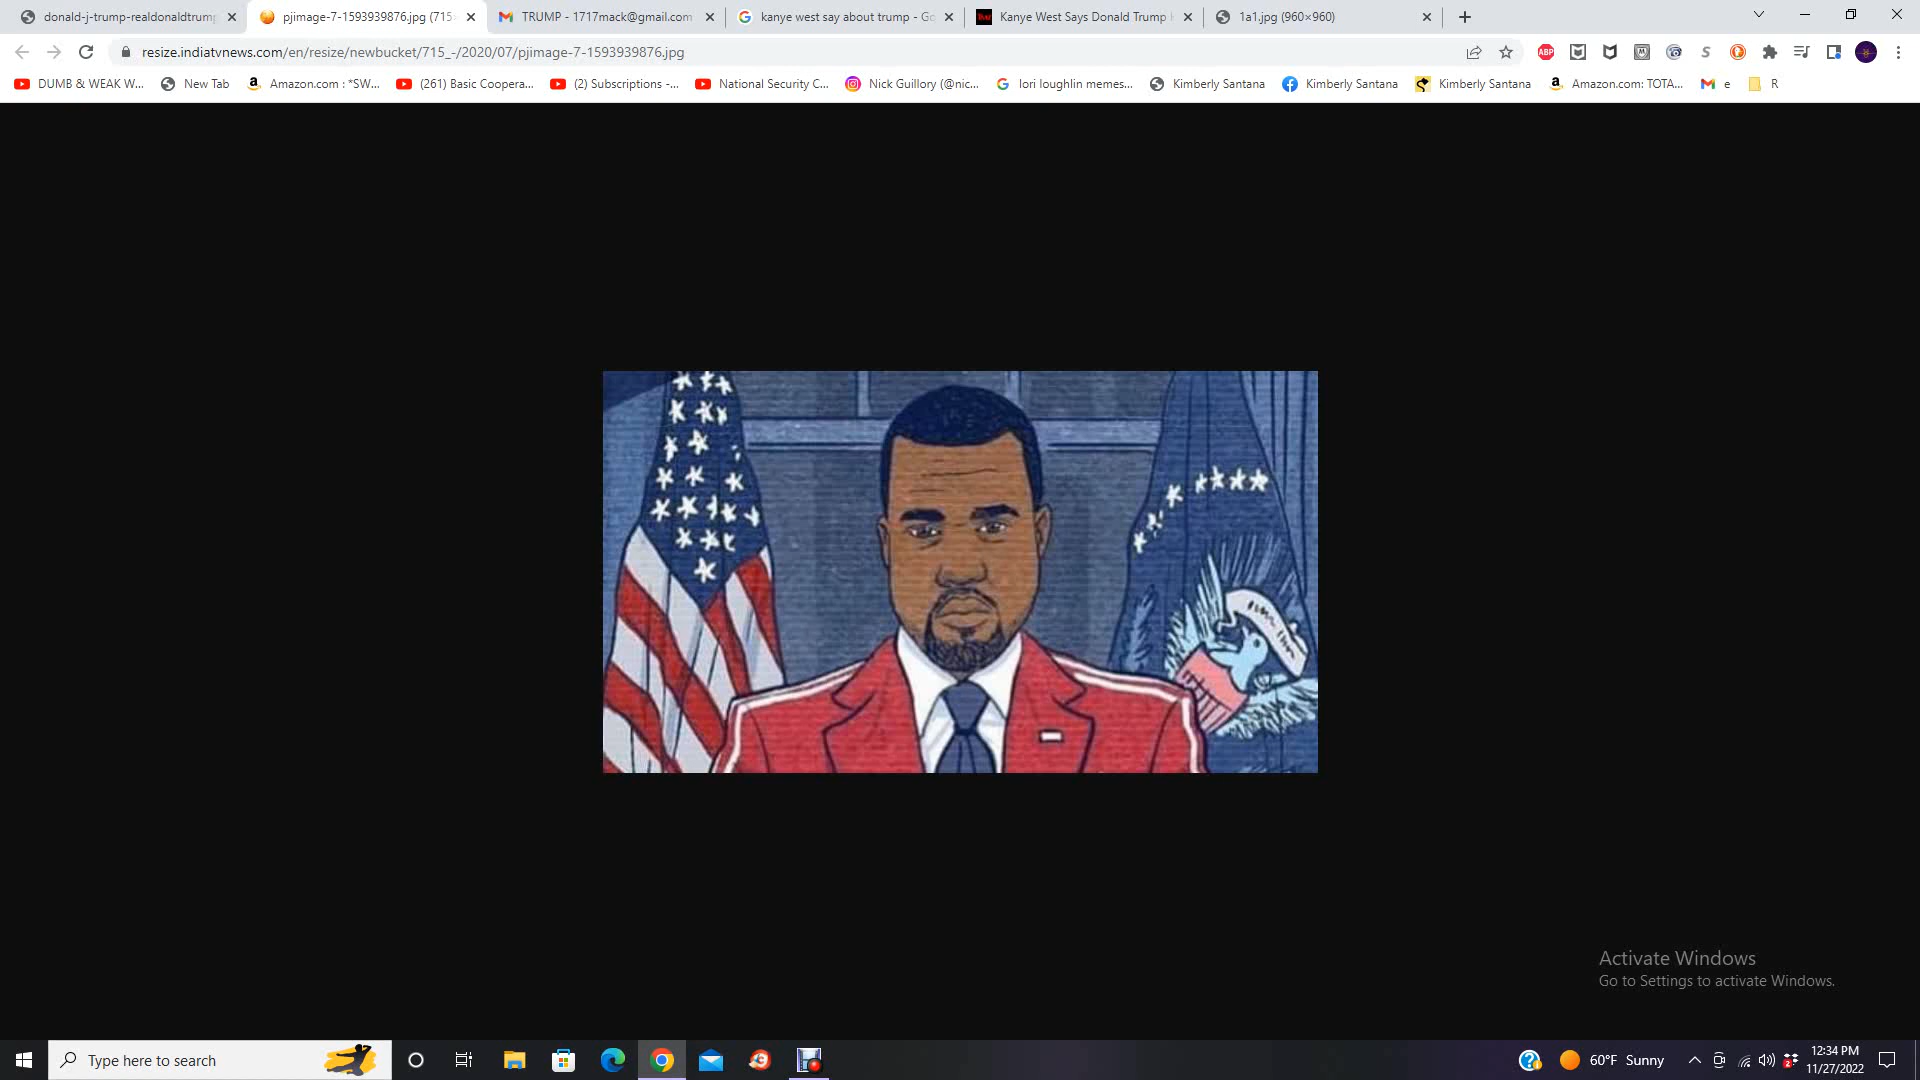 donald-j-trump-realdonaldtrump
pjimage-7-1593939876.jpg (715×
TRUMP - 1717mack@gmail.com
kanye west say about trump - Go
Kanye West Says Donald Trump
1a1.jpg (960×960)
resize.indiatvnews.com/en/resize/newbucket/715_-/2020/07/pjimage-7-1593939876.jpg
ABP
DUMB & WEAK W...
New Tab
Amazon.com : *SW...
(261) Basic Coopera...
(2) Subscriptions -...
National Security C...
Nick Guillory (@nic...
lori loughlin memes...
Kimberly Santana
Kimberly Santana
Kimberly Santana
Amazon.com: TOTA...
e
R
Activate Windows
Go to Settings to activate Windows.
Type here to search
60°F Sunny
12:34 PM
11/27/2022